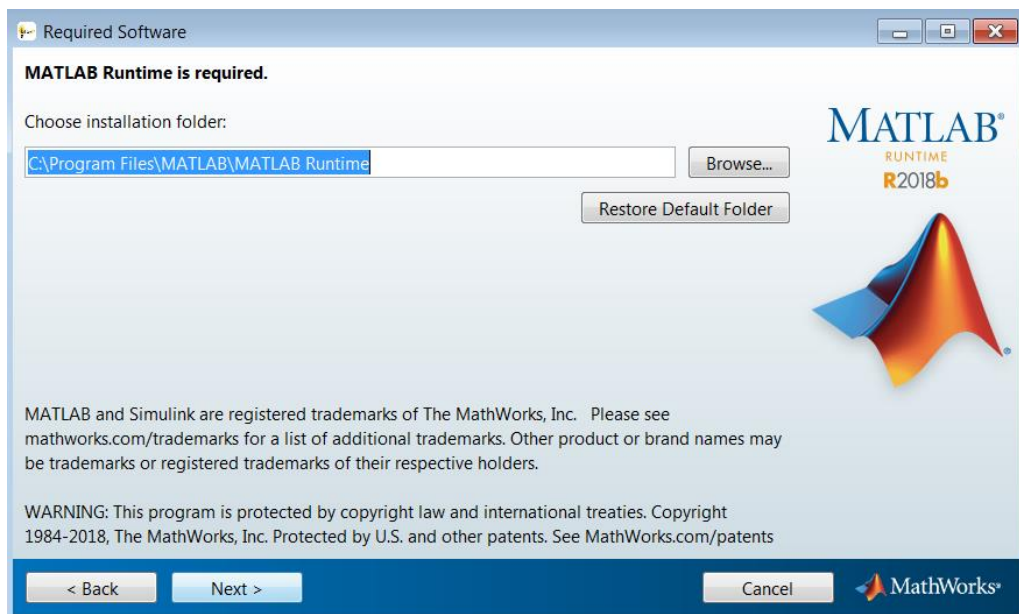 Required Software
MATLAB Runtime is required.
Choose installation folder:
C:\Program Files\MATLAB\MATLAB Runtime
Browse...
Restore Default Folder
MATLAB®
RUNTIME
R2018b
®
MATLAB and Simulink are registered trademarks of The MathWorks, Inc.   Please see
mathworks.com/trademarks for a list of additional trademarks. Other product or brand names may
be trademarks or registered trademarks of their respective holders.
WARNING: This program is protected by copyright law and international treaties. Copyright
1984-2018, The MathWorks, Inc. Protected by U.S. and other patents. See MathWorks.com/patents
< Back
Next >
Cancel
MathWorks®